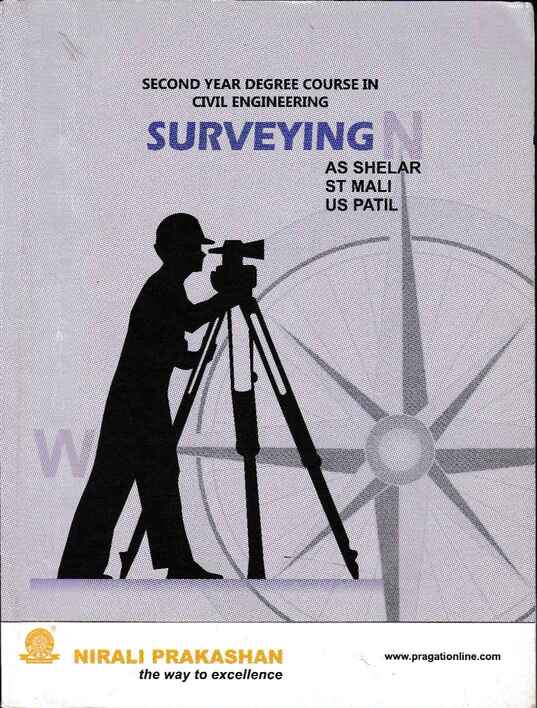 SECOND YEAR DEGREE COURSE IN
CIVIL ENGINEERING
SURVEYING
N
AS SHELAR
ST MALI
US PATIL
W
NIRALI PRAKASHAN
the way to excellence
www.pragationline.com